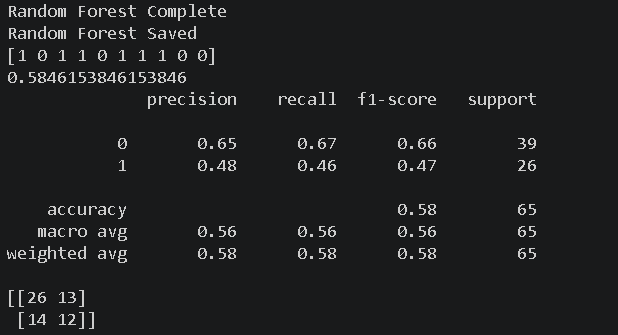 Random Forest Complete
Random Forest Saved
[1 0 1 1 0 1 1 1 0 0]
0.5846153846153846
precision recall f1-score support
0 0.65 0.67 0.66 39
1 0.48 0.46 0.47 26
accuracy 0.58 65
macro avg 0.56 0.56 0.56 65
weighted avg 0.58 0.58 0.58 65
[[26 13]
[14 12]]